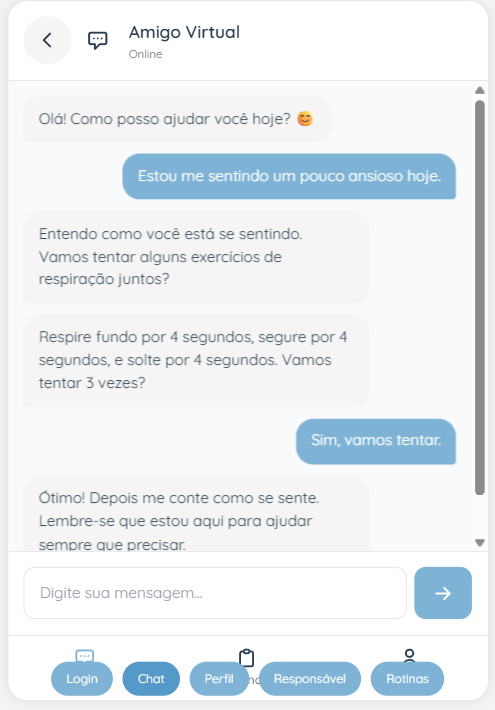 Amigo Virtual
Online
Olá! Como posso ajudar você hoje? 😊
Estou me sentindo um pouco ansioso hoje.
Entendo como você está se sentindo.
Vamos tentar alguns exercícios de
respiração juntos?
Respire fundo por 4 segundos, segure por 4
segundos, e solte por 4 segundos. Vamos
tentar 3 vezes?
Sim, vamos tentar.
Ótimo! Depois me conte como se sente.
Lembre-se que estou aqui para ajudar
sempre que precisar.
Digite sua mensagem...
Login Chat Perfil Responsável Rotinas